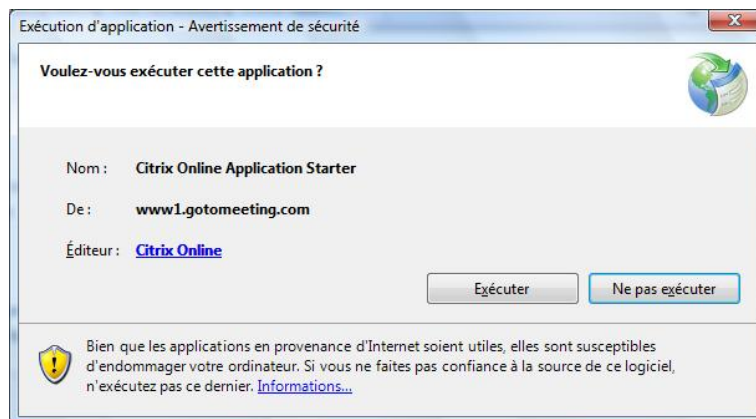 Exécution d'application - Avertissement de sécurité
Voulez-vous exécuter cette application ?
Nom : Citrix Online Application Starter
De : www1.gotomeeting.com
Éditeur : Citrix Online
Exécuter Ne pas exécuter
Bien que les applications en provenance d'Internet soient utiles, elles sont susceptibles
d'endommager votre ordinateur. Si vous ne faites pas confiance à la source de ce logiciel,
n'exécutez pas ce dernier. Informations...